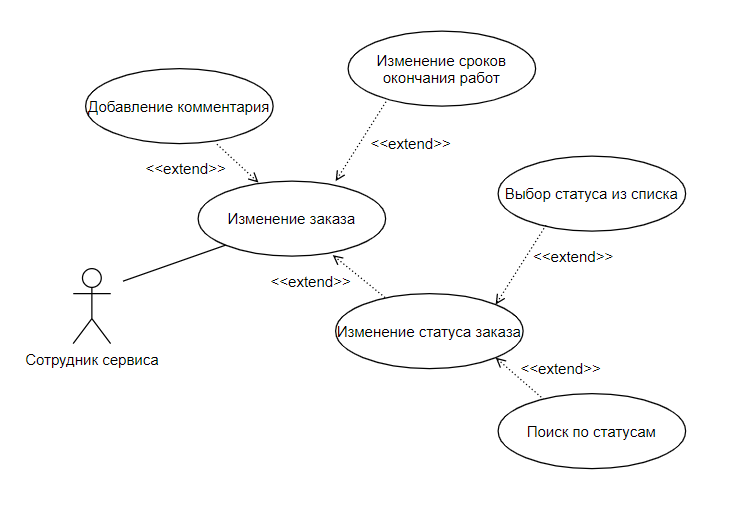 Изменение сроков
окончания работ
Добавление комментария
<<extend>>
<<extend>>
Выбор статуса из списка
Изменение заказа
<<extend>>
<<extend>>
Изменение статуса заказа
Сотрудник сервиса
<<extend>>
Поиск по статусам